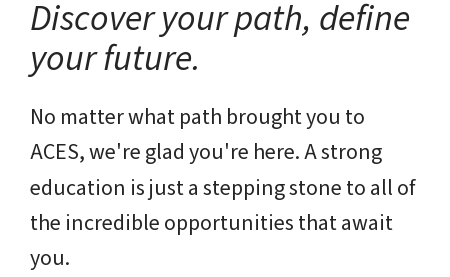 Discover your path, define
your future.
No matter what path brought you to
ACES, we're glad you're here. A strong
education is just a stepping stone to all of
the incredible opportunities that await
you.